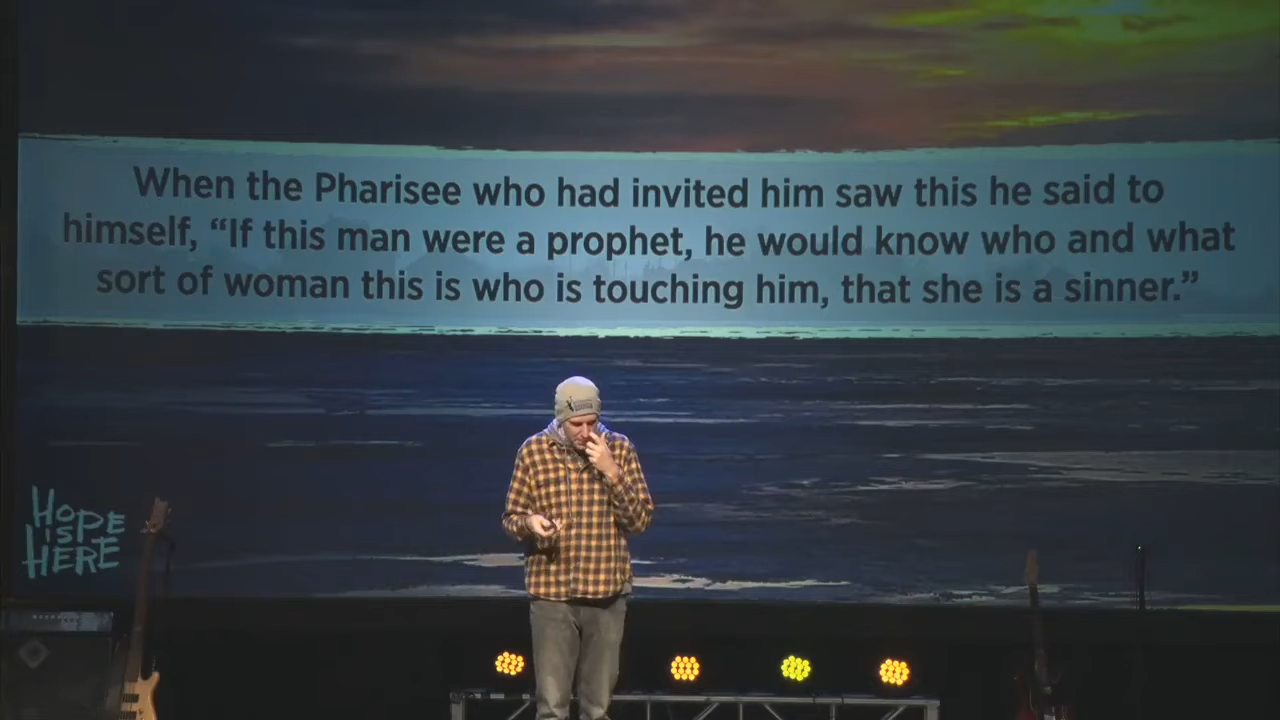 When the Pharisee who had invited him saw this he said to
himself, “If this man were a prophet, he would know who and what
sort of woman this is who is touching him, that she is a sinner.”
HOPE
IS
HERE